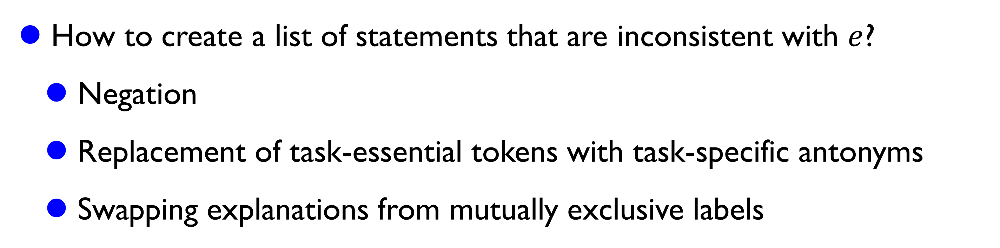 How to create a list of statements that are inconsistent with e?
Negation
Replacement of task-essential tokens with task-specific antonyms
Swapping explanations from mutually exclusive labels